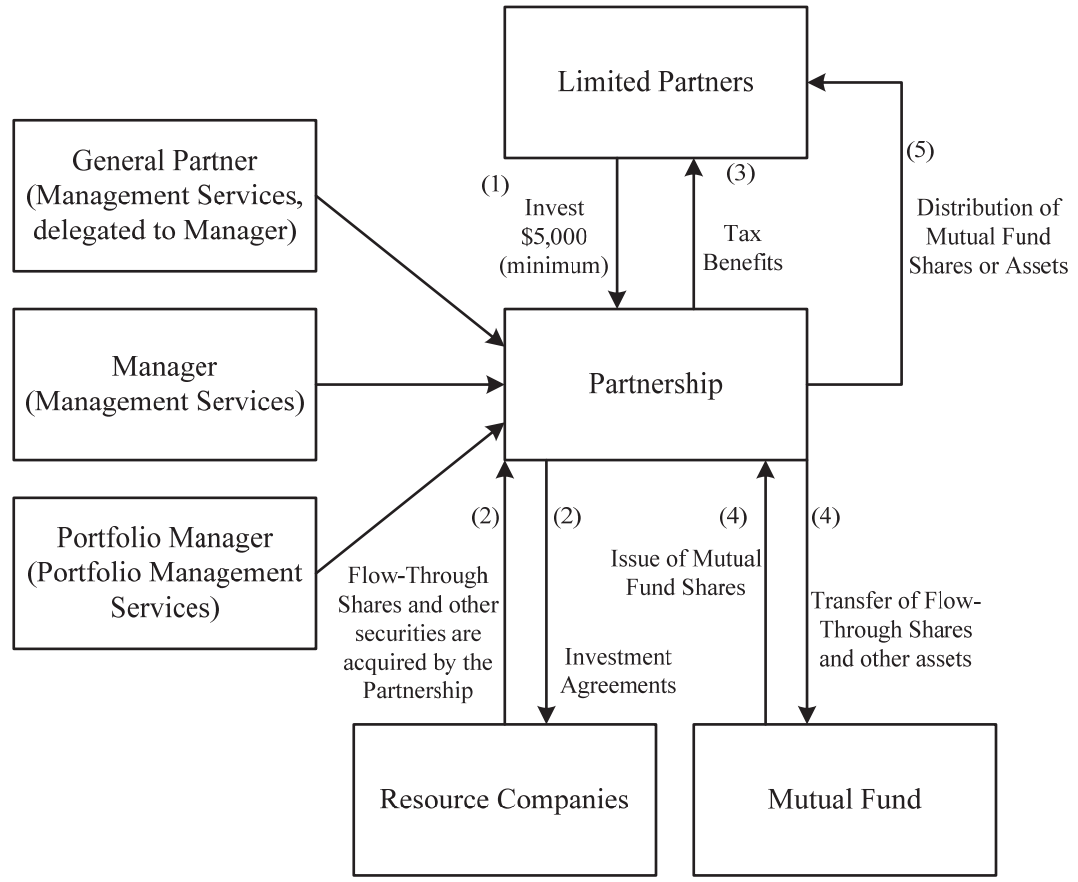 Limited Partners
General Partner
(Management Services,
delegated to Manager)
(1)
Invest
$5,000
(minimum)
(3)
Tax
Benefits
(5)
Distribution of
Mutual Fund
Shares or Assets
Manager
(Management Services)
Partnership
Portfolio Manager
(Portfolio Management
Services)
(2)
Flow-Through
Shares and other
securities are
acquired by the
Partnership
(2)
Investment
Agreements
(4)
Issue of Mutual
Fund Shares
(4)
Transfer of Flow-
Through Shares
and other assets
Resource Companies
Mutual Fund